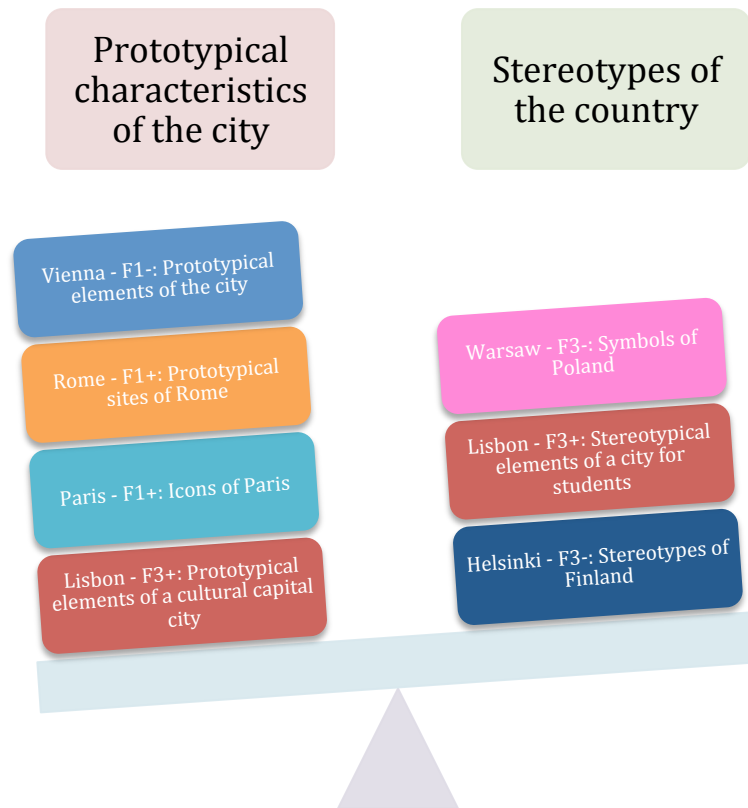 Prototypical
characteristics
of the city
Stereotypes of
the country
Vienna - F1-: Prototypical
elements of the city
Rome - F1+: Prototypical
sites of Rome
Paris - F1+: Icons of Paris
Lisbon - F3+: Prototypical
elements of a cultural capital
city
Warsaw - F3-: Symbols of
Poland
Lisbon - F3+: Stereotypical
elements of a city for
students
Helsinki - F3-: Stereotypes of
Finland